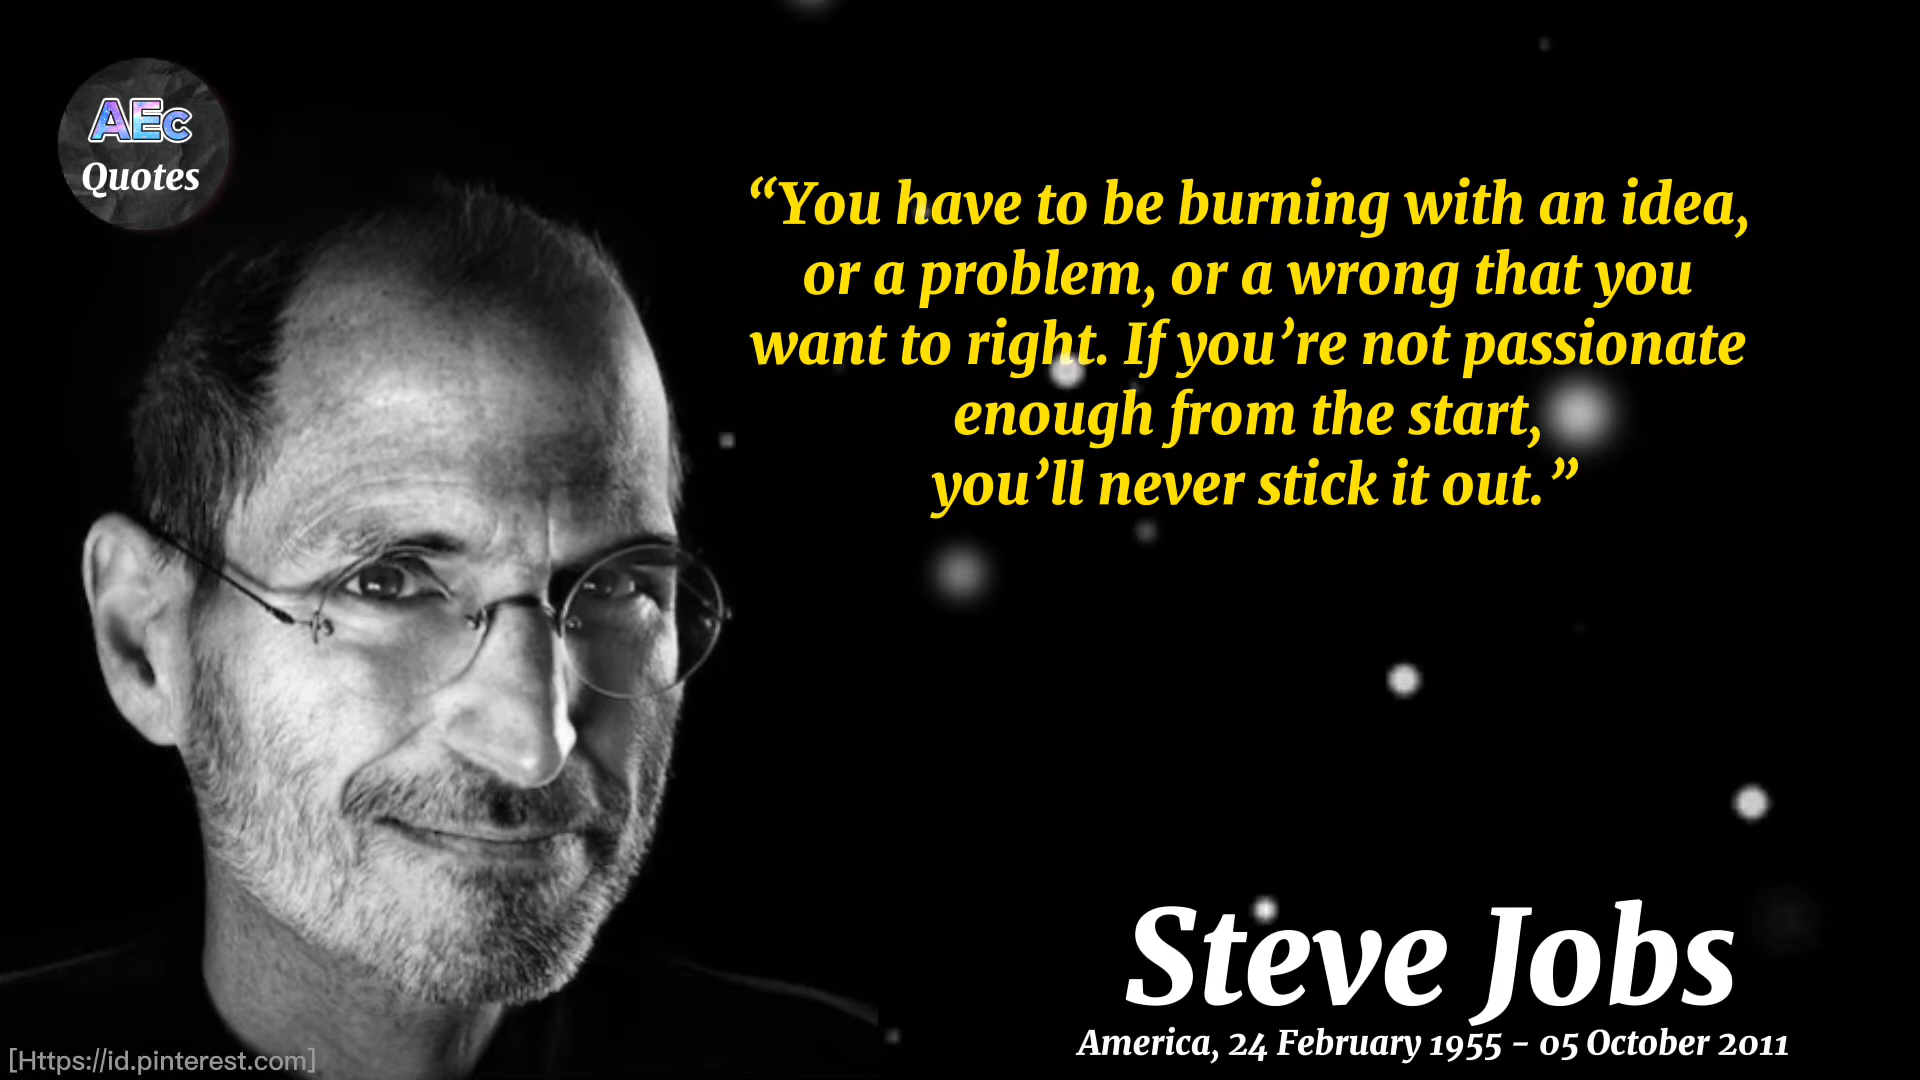 AEc
Quotes
“You have to be burning with an idea,
or a problem, or a wrong that you
want to right. If you’re not passionate
enough from the start,
you’ll never stick it out.”
Steve Jobs
America, 24 February 1955 - 05 October 2011
[Https://id.pinterest.com]